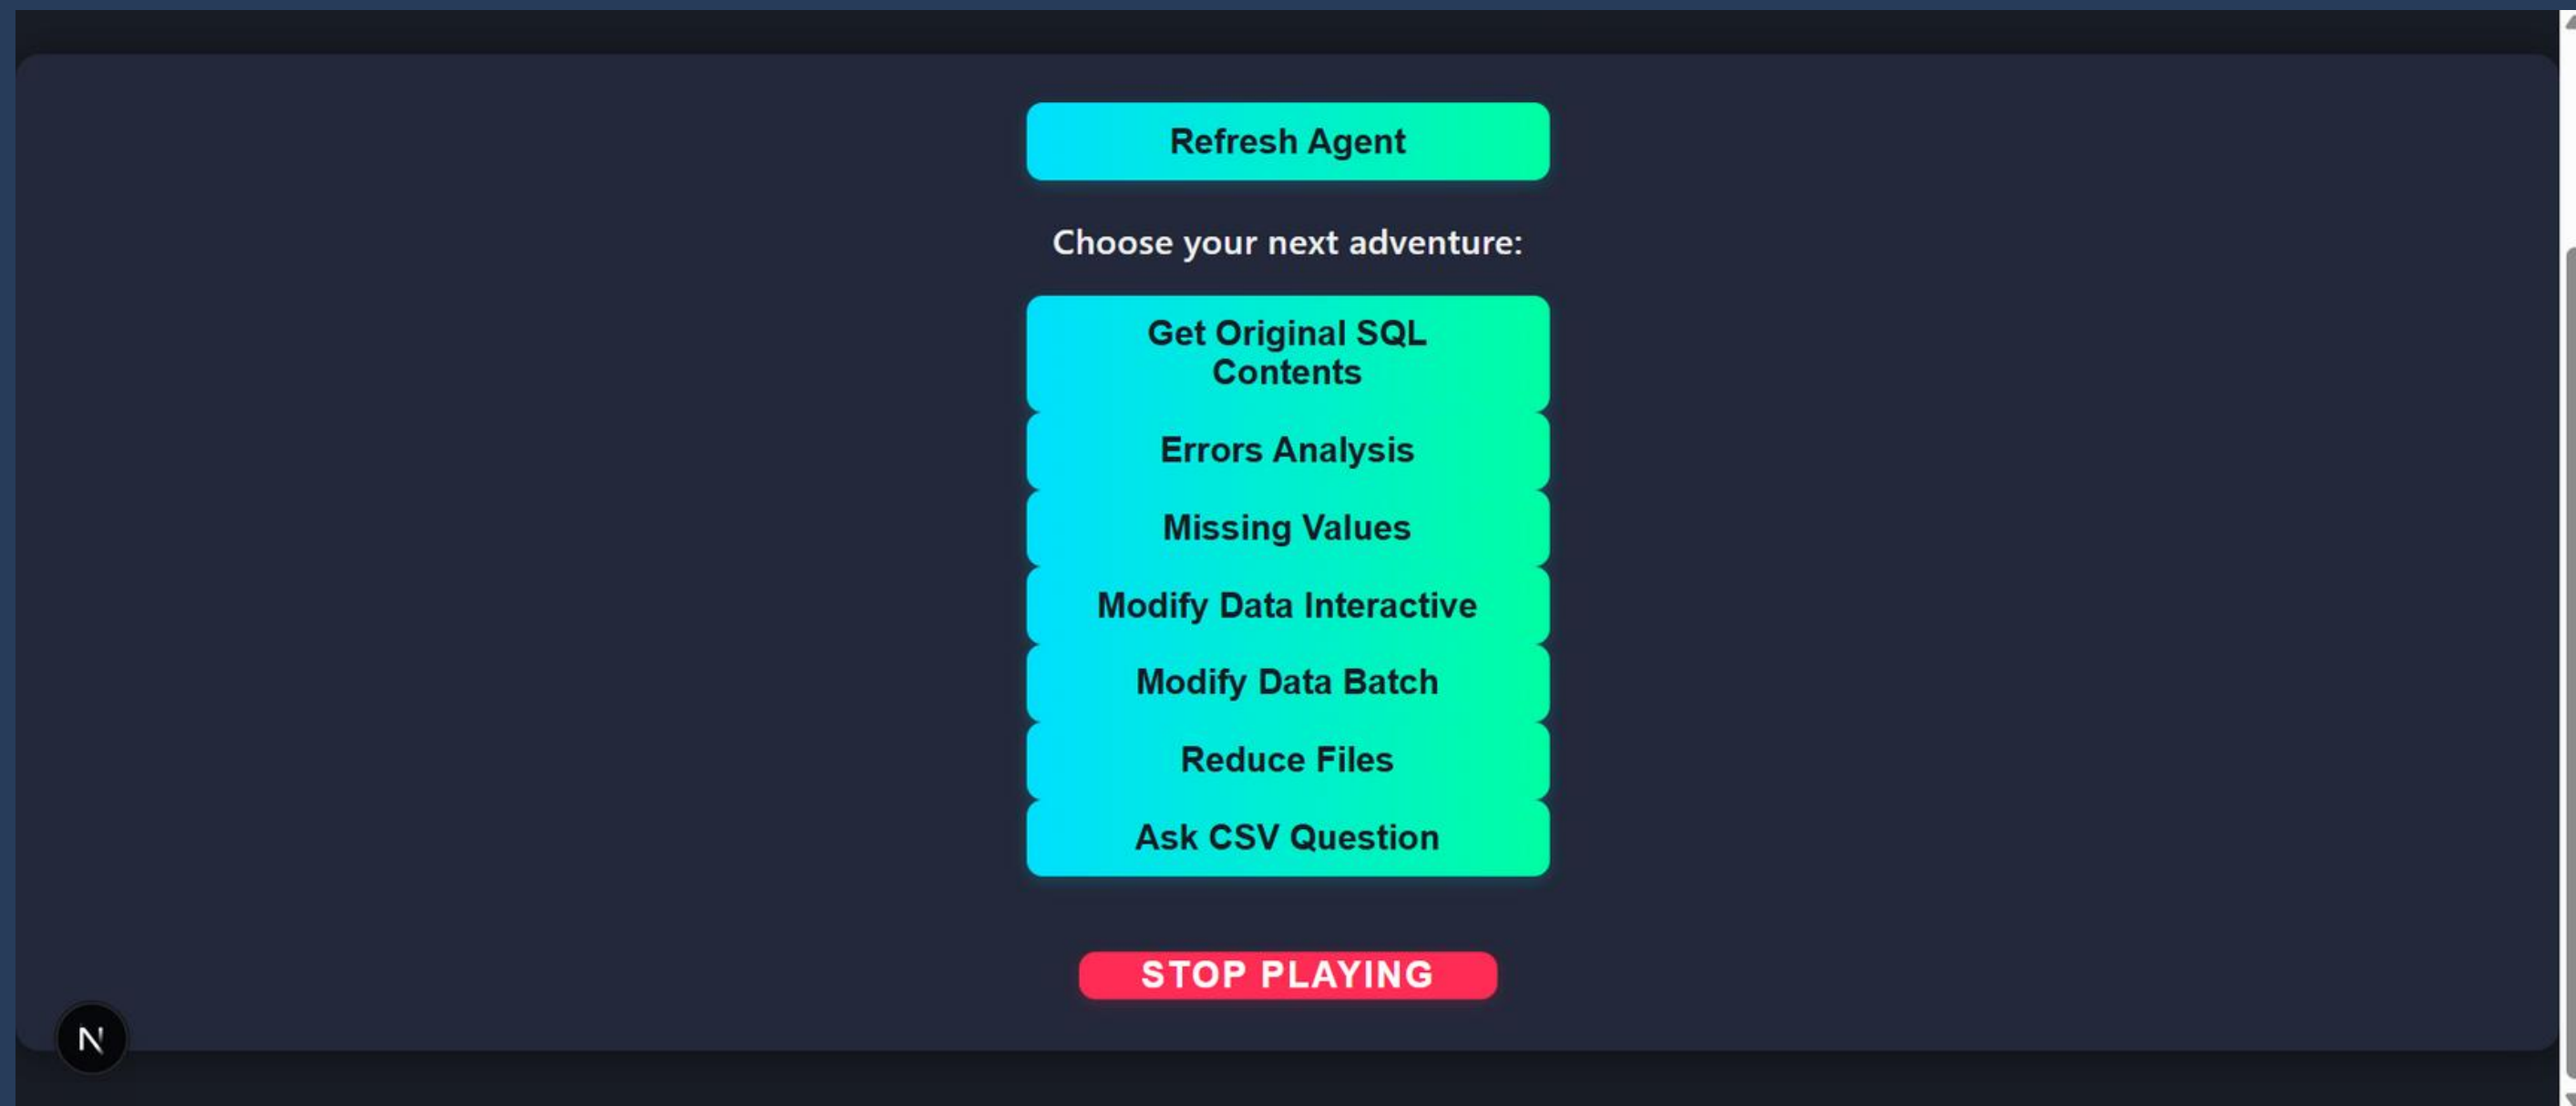 Refresh Agent
Choose your next adventure:
Get Original SQL
Contents
Errors Analysis
Missing Values
Modify Data Interactive
Modify Data Batch
Reduce Files
Ask CSV Question
STOP PLAYING
N